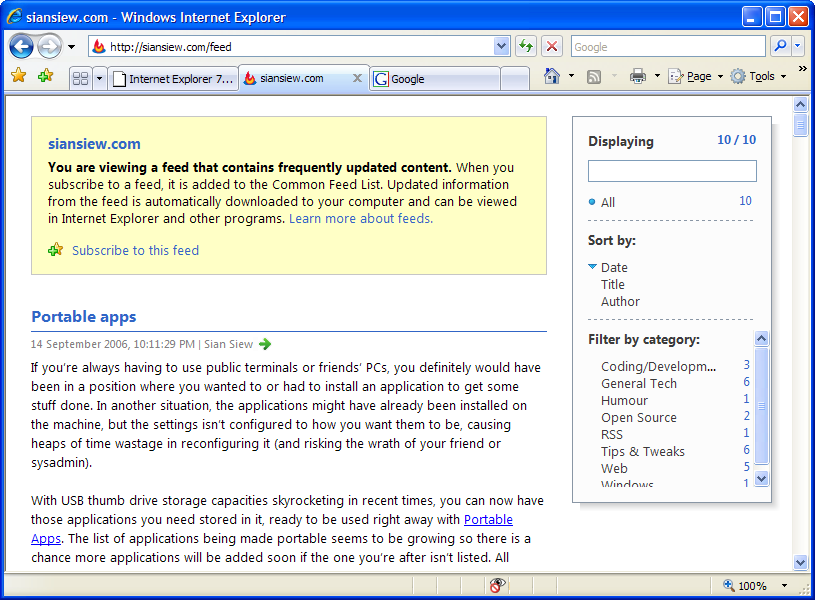 siansiew.com - Windows Internet Explorer
http://siansiew.com/feed
Google
Internet Explorer 7...
siansiew.com
Google
Page
Tools
siansiew.com
You are viewing a feed that contains frequently updated content. When you
subscribe to a feed, it is added to the Common Feed List. Updated information
from the feed is automatically downloaded to your computer and can be viewed
in Internet Explorer and other programs. Learn more about feeds.
Subscribe to this feed
Portable apps
14 September 2006, 10:11:29 PM | Sian Siew
If you're always having to use public terminals or friends' PCs, you definitely would have
been in a position where you wanted to or had to install an application to get some
stuff done. In another situation, the applications might have already been installed on
the machine, but the settings isn't configured to how you want them to be, causing
heaps of time wastage in reconfiguring it (and risking the wrath of your friend or
sysadmin).
With USB thumb drive storage capacities skyrocketing in recent times, you can now have
those applications you need stored in it, ready to be used right away with Portable
Apps. The list of applications being made portable seems to be growing so there is a
chance more applications will be added soon if the one you're after isn't listed. All
Displaying 10 / 10
All 10
Sort by:
Date
Title
Author
Filter by category:
Coding/Developm... 3
General Tech 6
Humour 1
Open Source 2
RSS 1
Tips & Tweaks 6
Web 5
Windows 1
100%